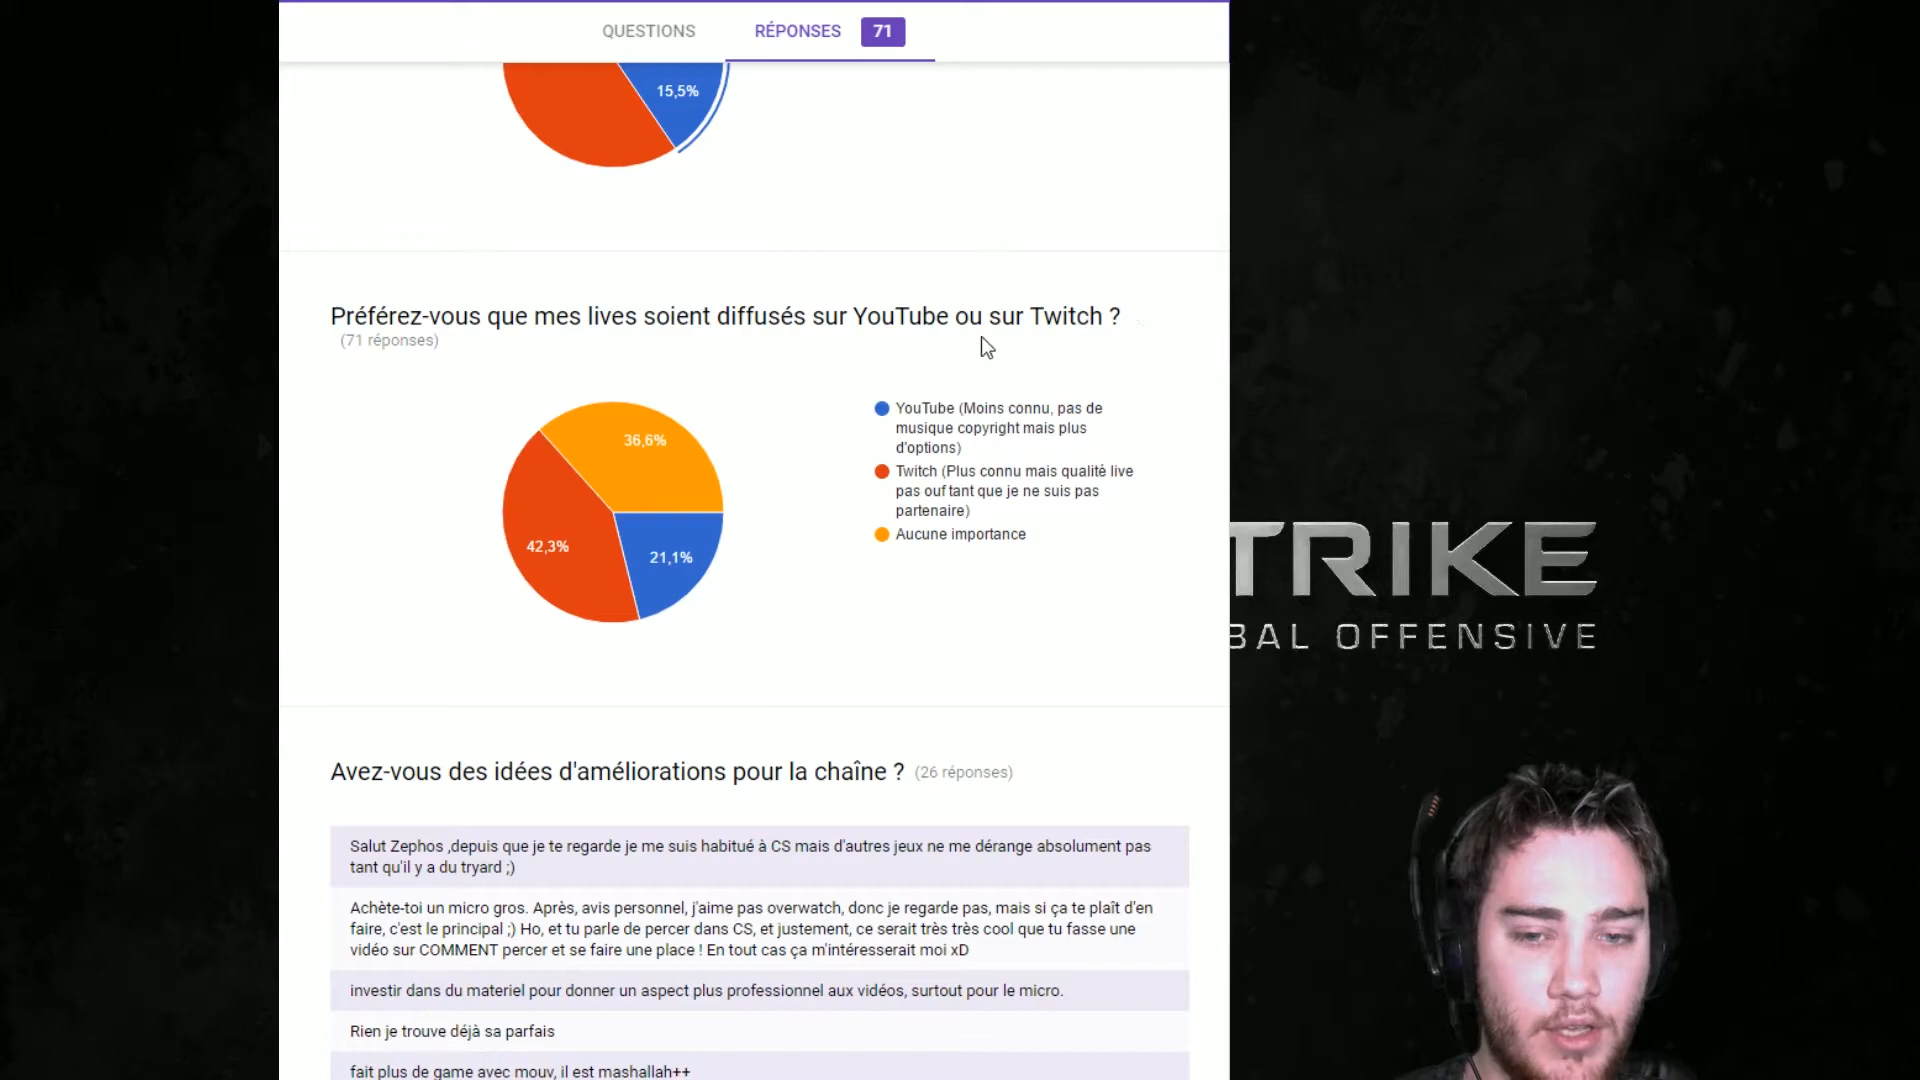 QUESTIONS
RÉPONSES
71
15,5%
Préférez-vous que mes lives soient diffusés sur YouTube ou sur Twitch ?
(71 réponses)
36,6%
42,3%
21,1%
YouTube (Moins connu, pas de
musique copyright mais plus
d'options)
Twitch (Plus connu mais qualité live
pas ouf tant que je ne suis pas
partenaire)
Aucune importance
TRIKE
BAL OFFENSIVE
Avez-vous des idées d'améliorations pour la chaîne ? (26 réponses)
Salut Zephos ,depuis que je te regarde je me suis habitué à CS mais d'autres jeux ne me dérange absolument pas
tant qu'il y a du tryard ;)
Achète-toi un micro gros. Après, avis personnel, j'aime pas overwatch, donc je regarde pas, mais si ça te plaît d'en
faire, c'est le principal ;) Ho, et tu parle de percer dans CS, et justement, ce serait très très cool que tu fasse une
vidéo sur COMMENT percer et se faire une place ! En tout cas ça m'intéresserait moi xD
investir dans du materiel pour donner un aspect plus professionnel aux vidéos, surtout pour le micro.
Rien je trouve déjà sa parfais
fait plus de game avec mouv, il est mashallah++